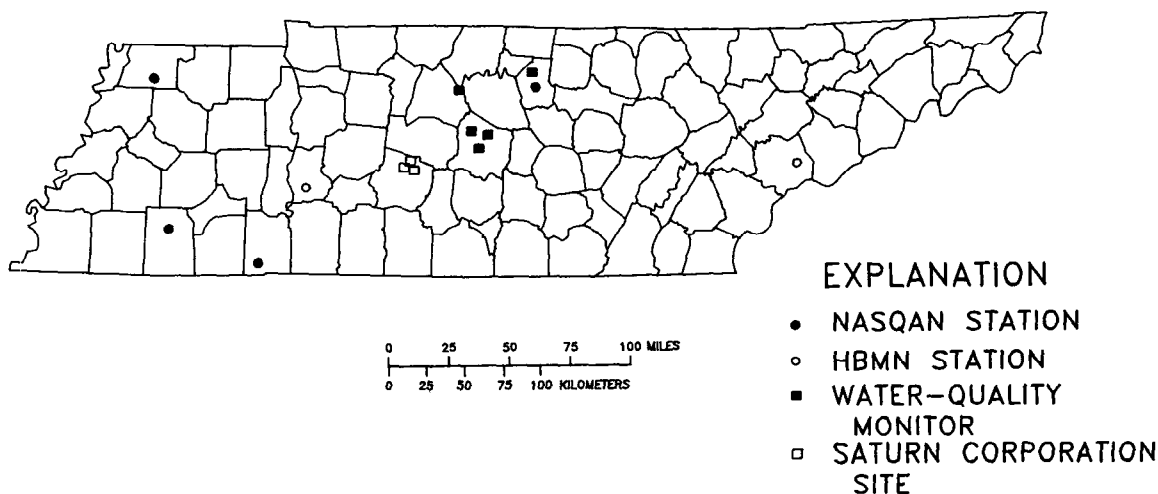 EXPLANATION
NASQAN STATION
HBMN STATION
WATER-QUALITY
MONITOR
SATURN CORPORATION
SITE
0 25 50 75 100 MILES
0 25 50 75 100 KILOMETERS